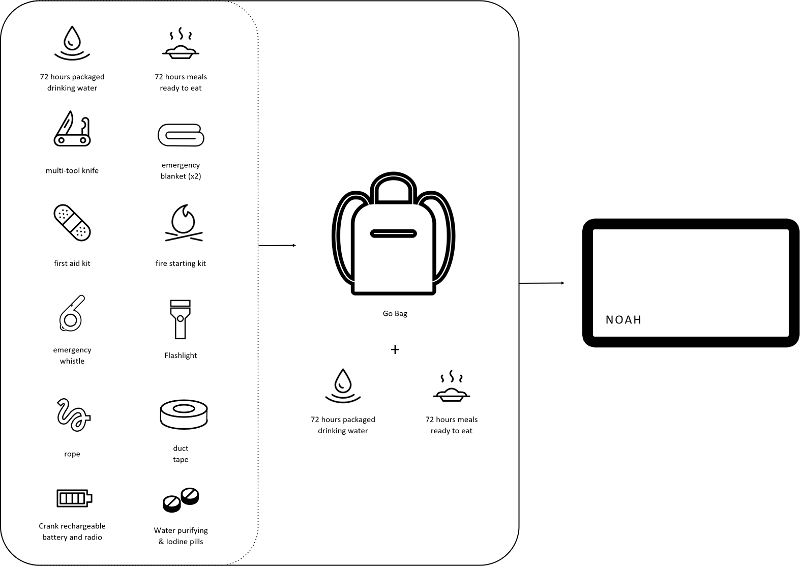 72 hours packaged
drinking water
72 hours meals
ready to eat
multi-tool knife
emergency
blanket (x2)
first aid kit
fire starting kit
emergency
whistle
Flashlight
rope
duct
tape
Crank rechargeable
battery and radio
Water purifying
& Iodine pills
Go Bag
+
72 hours packaged
drinking water
72 hours meals
ready to eat
NOAH